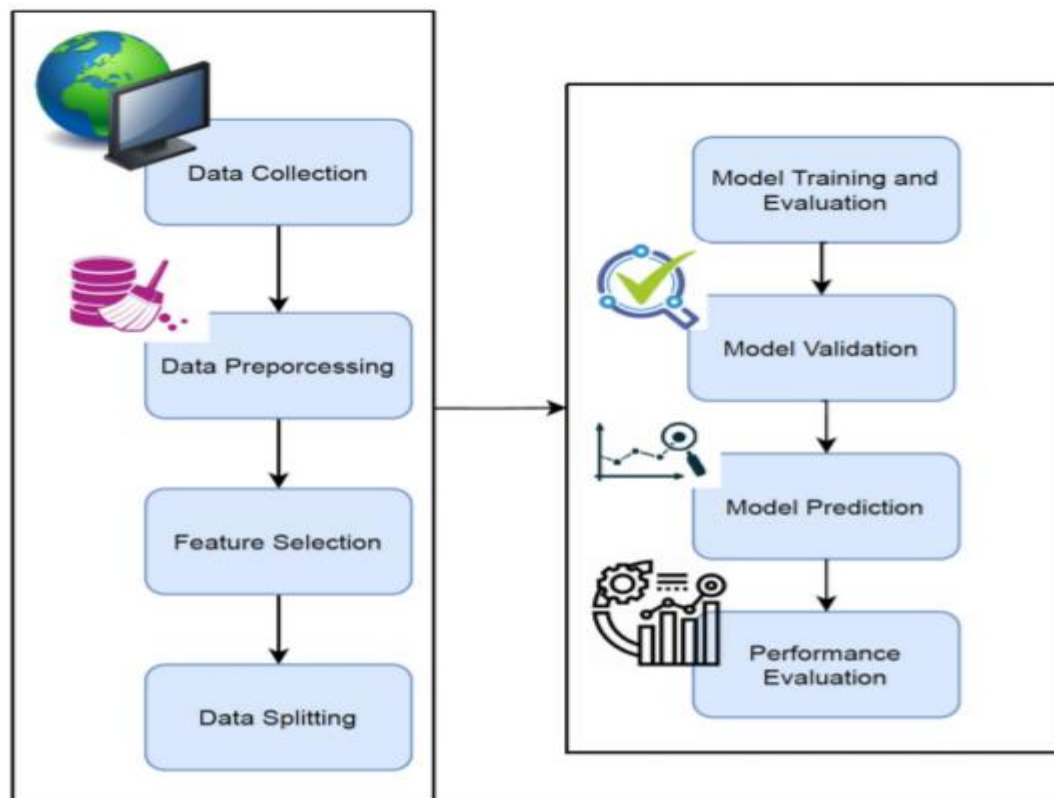 Data Collection
Data Preporcessing
Feature Selection
Data Splitting
Model Training and
Evaluation
Model Validation
Model Prediction
Performance
Evaluation